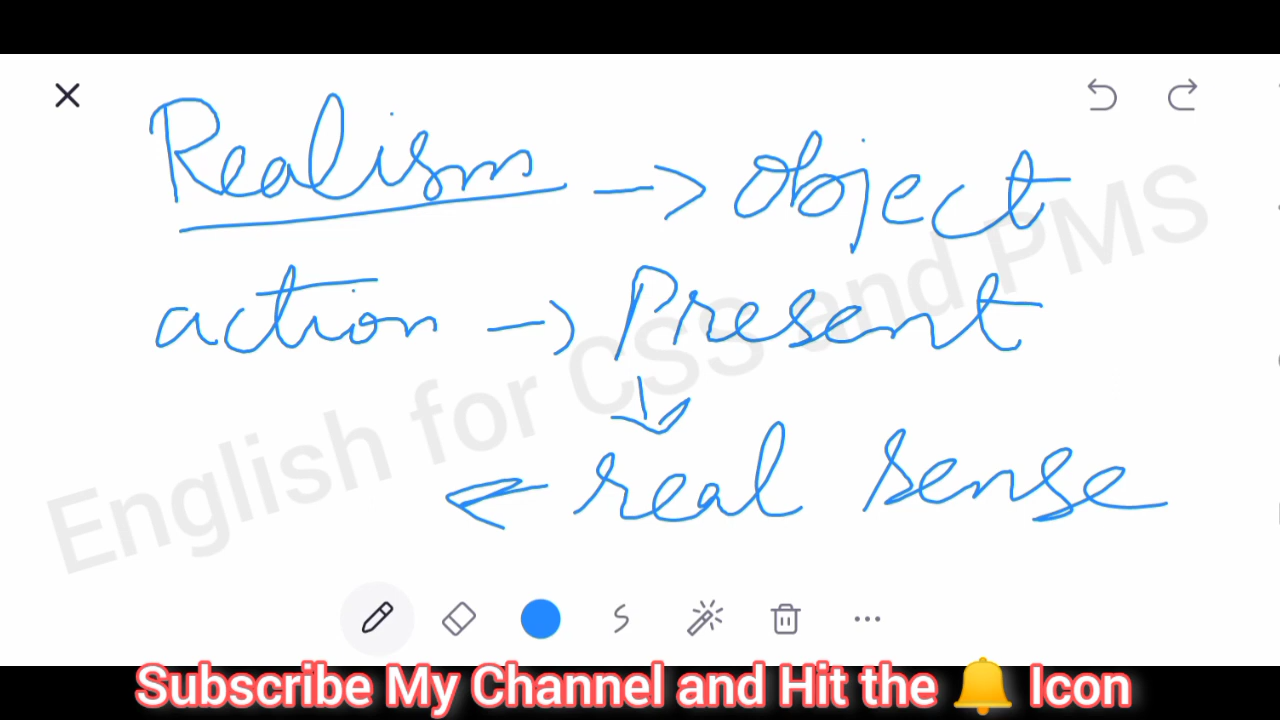 Realism → object
action → Present
↓
← real sense
English for CSS and PMS
Subscribe My Channel and Hit the 🔔 Icon